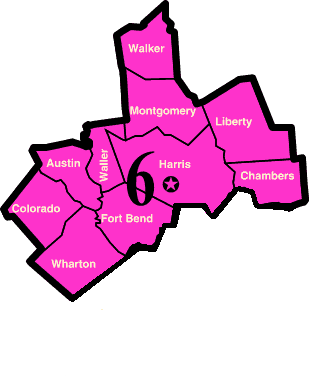 Walker
Montgomery
Liberty
Austin
Waller
6
Harris
Chambers
Colorado
Fort Bend
Wharton